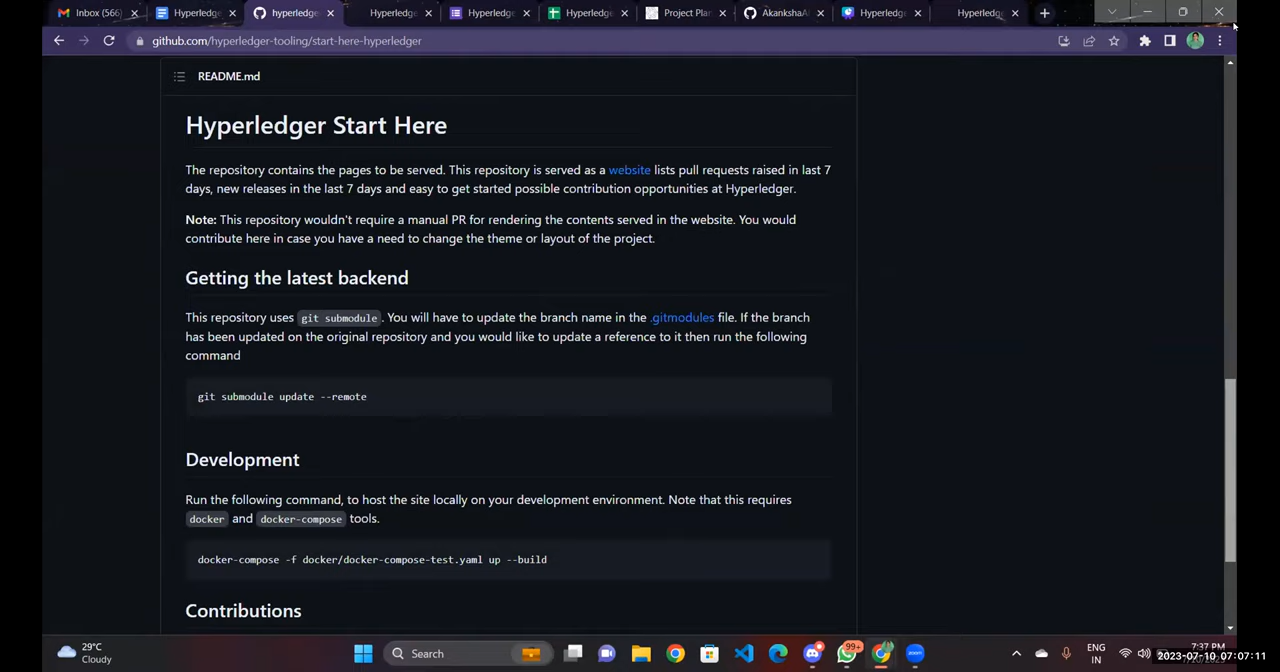 Inbox (566)
Hyperledge
hyperledge
Hyperledge
Hyperledge
Hyperledge
Project Plan
AkankshaA
Hyperledg
Hyperledg
github.com/hyperledger-tooling/start-here-hyperledger
README.md
Hyperledger Start Here
The repository contains the pages to be served. This repository is served as a website lists pull requests raised in last 7
days, new releases in the last 7 days and easy to get started possible contribution opportunities at Hyperledger.
Note: This repository wouldn't require a manual PR for rendering the contents served in the website. You would
contribute here in case you have a need to change the theme or layout of the project.
Getting the latest backend
This repository uses git submodule. You will have to update the branch name in the .gitmodules file. If the branch
has been updated on the original repository and you would like to update a reference to it then run the following
command
git submodule update --remote
Development
Run the following command, to host the site locally on your development environment. Note that this requires
docker and docker-compose tools.
docker-compose -f docker/docker-compose-test.yaml up --build
Contributions
29°C
Cloudy
Search
99+
ENG
IN
7:37 PM
2023-07-10 07:07:11